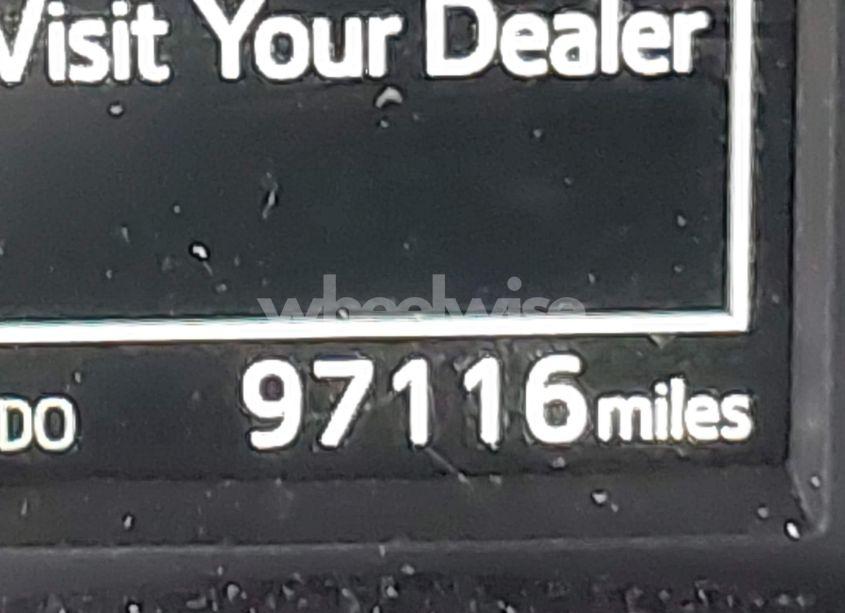 Visit Your Dealer
wheelwise
DO 97116 miles